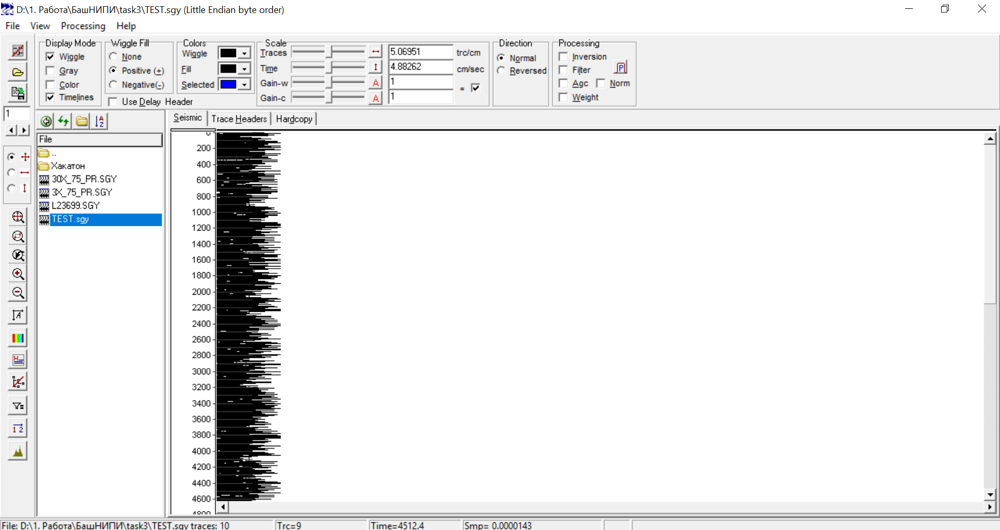 D:\1. Работа\БашНИПИ\task3\TEST.sgy (Little Endian byte order)
File View Processing Help
Display Mode
Wiggle
Gray
Color
Timelines
Wiggle Fill
None
Positive (+)
Negative(-)
Use Delay Header
Colors
Wiggle
Fill
Selected
Scale
Traces 5.06951 trc/cm
Time 4.88262 cm/sec
Gain-w A 1
Gain-c A 1
=
Direction
Normal
Reversed
Processing
Inversion
Filter P
Agc Norm
Weight
1
Seismic Trace Headers Hardcopy
File
..
Хакатон
30X_75_PR.SGY
3X_75_PR.SGY
L23699.SGY
TEST.sgy
0
200
400
600
800
1000
1200
1400
1600
1800
2000
2200
2400
2600
2800
3000
3200
3400
3600
3800
4000
4200
4400
4600
4800
File: D:\1. Работа\БашНИПИ\task3\TEST.sgy traces: 10 Trc=9 Time=4512.4 Smp= 0.0000143